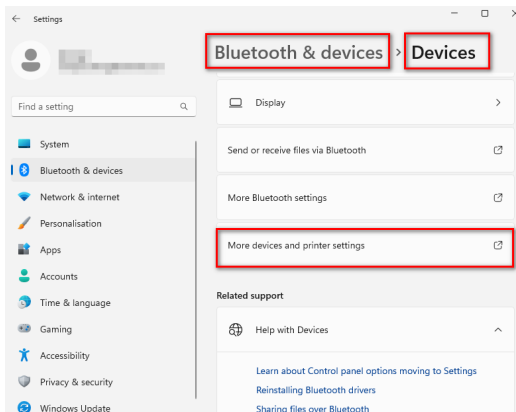 Settings
Bluetooth & devices > Devices
Find a setting
System
Bluetooth & devices
Network & internet
Personalisation
Apps
Accounts
Time & language
Gaming
Accessibility
Privacy & security
Windows Update
Display
Send or receive files via Bluetooth
More Bluetooth settings
More devices and printer settings
Related support
Help with Devices
Learn about Control panel options moving to Settings
Reinstalling Bluetooth drivers
Sharing files over Bluetooth